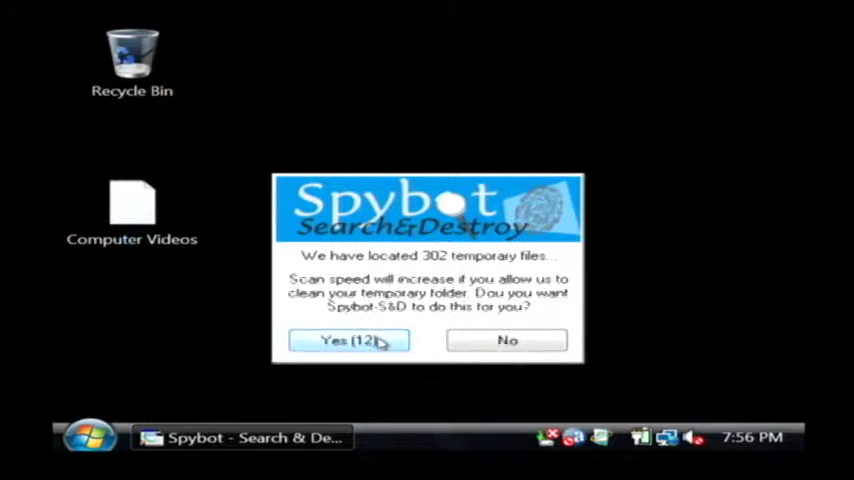 Recycle Bin
Computer Videos
Spybot
Search&Destroy
We have located 302 temporary files...
Scan speed will increase if you allow us to
clean your temporary folder. Dou you want
Spybot-S&D to do this for you?
Yes (12)
No
Spybot - Search & De...
7:56 PM